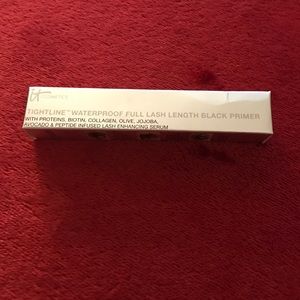 it
COSMETICS
TIGHTLINE™ WATERPROOF FULL LASH LENGTH BLACK PRIMER
WITH PROTEINS, BIOTIN, COLLAGEN, OLIVE, JOJOBA,
AVOCADO & PEPTIDE INFUSED LASH ENHANCING SERUM